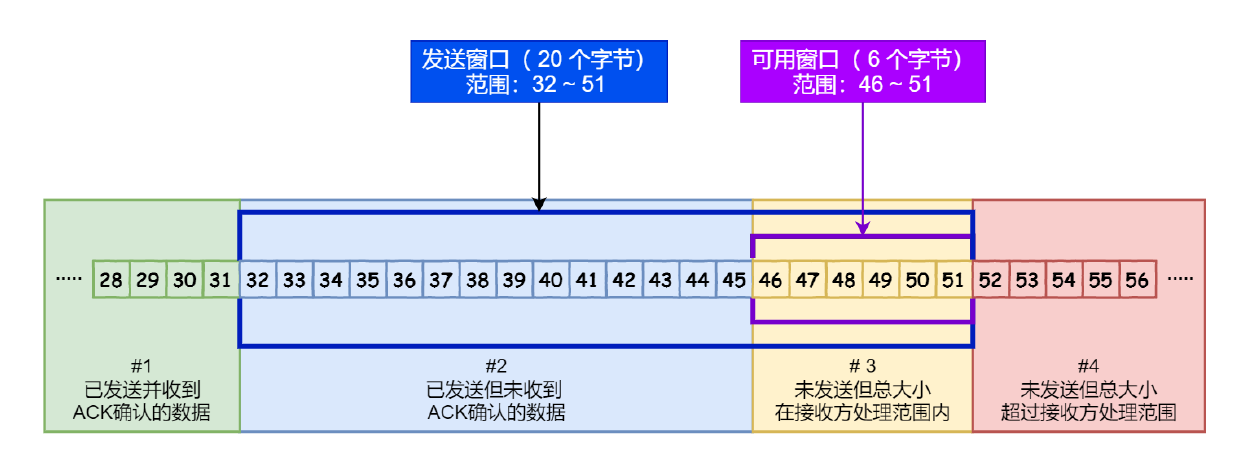 发送窗口（ 20 个字节）
范围：32 ~ 51
可用窗口（ 6 个字节）
范围：46 ~ 51
····· 28 29 30 31 32 33 34 35 36 37 38 39 40 41 42 43 44 45 46 47 48 49 50 51 52 53 54 55 56 ·····
#1
已发送并收到
ACK确认的数据
#2
已发送但未收到
ACK确认的数据
# 3
未发送但总大小
在接收方处理范围内
#4
未发送但总大小
超过接收方处理范围